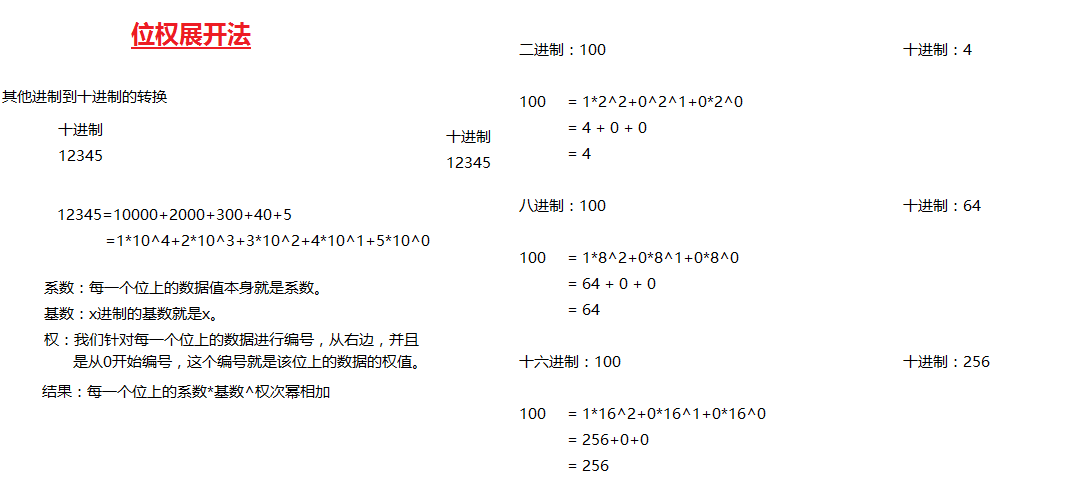 位权展开法
其他进制到十进制的转换
十进制
12345
十进制
12345
12345=10000+2000+300+40+5
=1*10^4+2*10^3+3*10^2+4*10^1+5*10^0
系数：每一个位上的数据值本身就是系数。
基数：x进制的基数就是x。
权：我们针对每一个位上的数据进行编号，从右边，并且
是从0开始编号，这个编号就是该位上的数据的权值。
结果：每一个位上的系数*基数^权次幂相加
二进制：100 十进制：4
100 = 1*2^2+0^2^1+0*2^0
= 4 + 0 + 0
= 4
八进制：100 十进制：64
100 = 1*8^2+0*8^1+0*8^0
= 64 + 0 + 0
= 64
十六进制：100 十进制：256
100 = 1*16^2+0*16^1+0*16^0
= 256+0+0
= 256